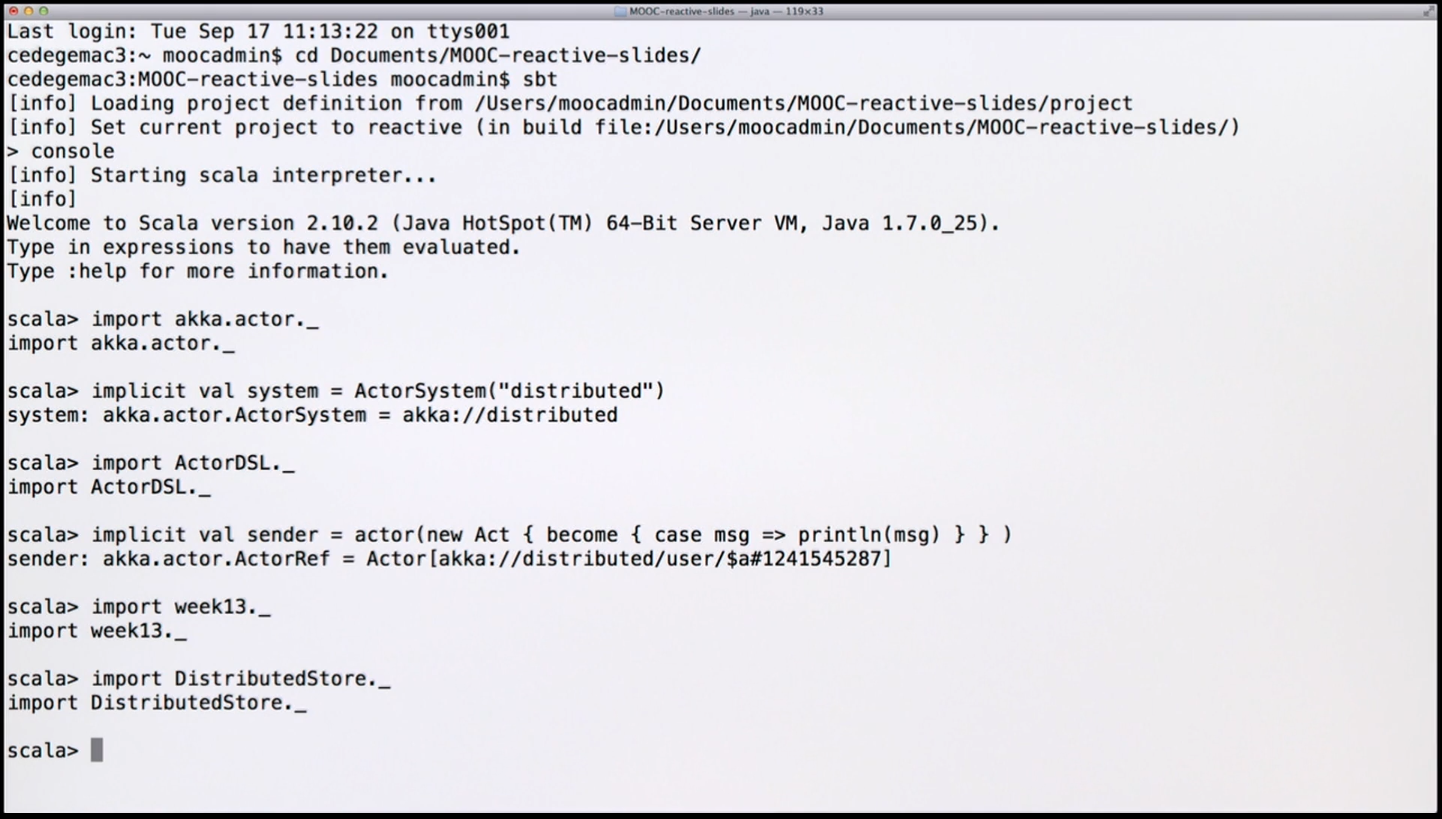 MOOC-reactive-slides — java — 119×33
Last login: Tue Sep 17 11:13:22 on ttys001
cedegemac3:~ moocadmin$ cd Documents/MOOC-reactive-slides/
cedegemac3:MOOC-reactive-slides moocadmin$ sbt
[info] Loading project definition from /Users/moocadmin/Documents/MOOC-reactive-slides/project
[info] Set current project to reactive (in build file:/Users/moocadmin/Documents/MOOC-reactive-slides/)
> console
[info] Starting scala interpreter...
[info]
Welcome to Scala version 2.10.2 (Java HotSpot(TM) 64-Bit Server VM, Java 1.7.0_25).
Type in expressions to have them evaluated.
Type :help for more information.
scala> import akka.actor._
import akka.actor._
scala> implicit val system = ActorSystem("distributed")
system: akka.actor.ActorSystem = akka://distributed
scala> import ActorDSL._
import ActorDSL._
scala> implicit val sender = actor(new Act { become { case msg => println(msg) } } )
sender: akka.actor.ActorRef = Actor[akka://distributed/user/$a#1241545287]
scala> import week13._
import week13._
scala> import DistributedStore._
import DistributedStore._
scala>